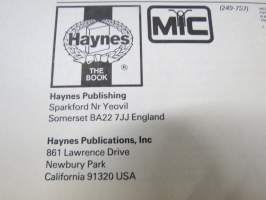 (249-7S1)
Haynes
MIC
THE
BOOK
®
Haynes Publishing
Sparkford Nr Yeovil
Somerset BA22 7JJ England
Haynes Publications, Inc
861 Lawrence Drive
Newbury Park
California 91320 USA